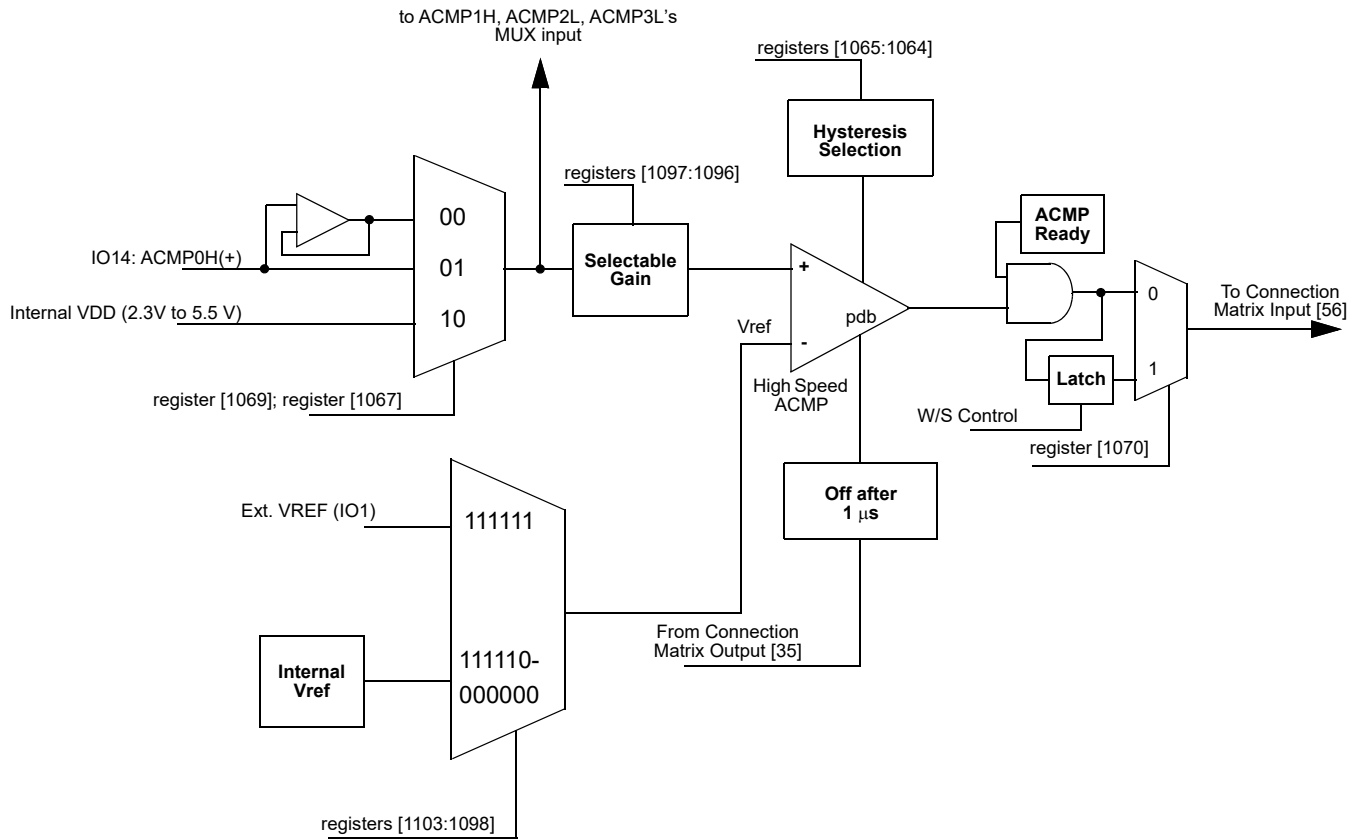 to ACMP1H, ACMP2L, ACMP3L's
MUX input
registers [1065:1064]
Hysteresis
Selection
registers [1097:1096]
ACMP
Ready
00
01
10
IO14: ACMP0H(+)
Internal VDD (2.3V to 5.5 V)
Selectable
Gain
+
-
pdb
Vref
High Speed
ACMP
0
1
Latch
To Connection
Matrix Input [56]
W/S Control
register [1070]
register [1069]; register [1067]
Off after
1 μs
Ext. VREF (IO1)
111111
111110-
000000
Internal
Vref
From Connection
Matrix Output [35]
registers [1103:1098]